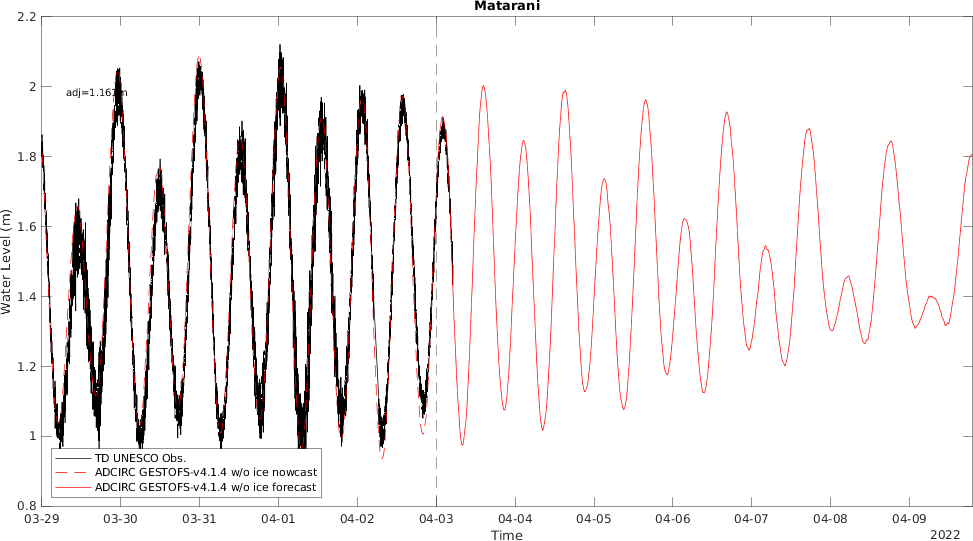 Matarani
2.2
2
1.8
1.6
1.4
1.2
1
0.8
Water Level (m)
adj=1.161m
TD UNESCO Obs.
ADCIRC GESTOFS-v4.1.4 w/o ice nowcast
ADCIRC GESTOFS-v4.1.4 w/o ice forecast
03-29 03-30 03-31 04-01 04-02 04-03 04-04 04-05 04-06 04-07 04-08 04-09
Time
2022